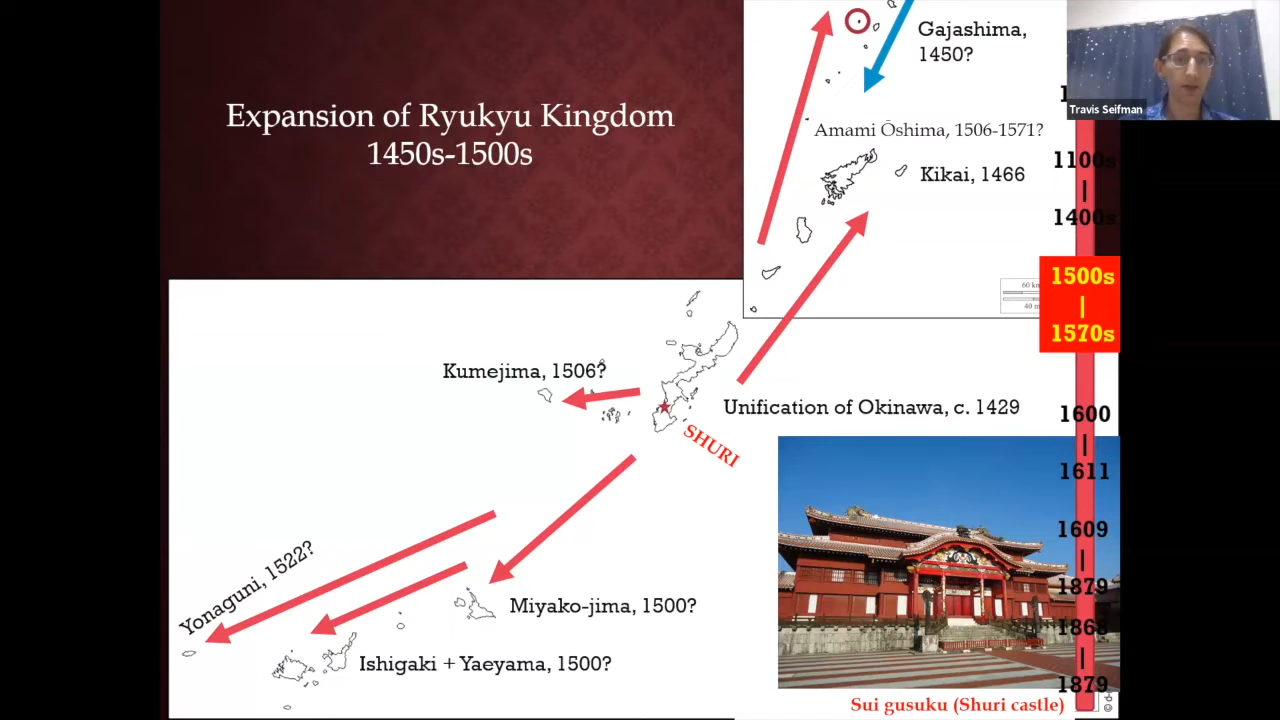 Expansion of Ryukyu Kingdom
1450s-1500s
Gajashima,
1450?
Travis Seifman
Amami Ōshima, 1506-1571?
Kikai, 1466
1100s
|
1400s
1500s
|
1570s
Kumejima, 1506?
Unification of Okinawa, c. 1429
SHURI
1600
|
1611
1609
|
1879
1868
|
1879
Yonaguni, 1522?
Miyako-jima, 1500?
Ishigaki + Yaeyama, 1500?
Sui gusuku (Shuri castle)